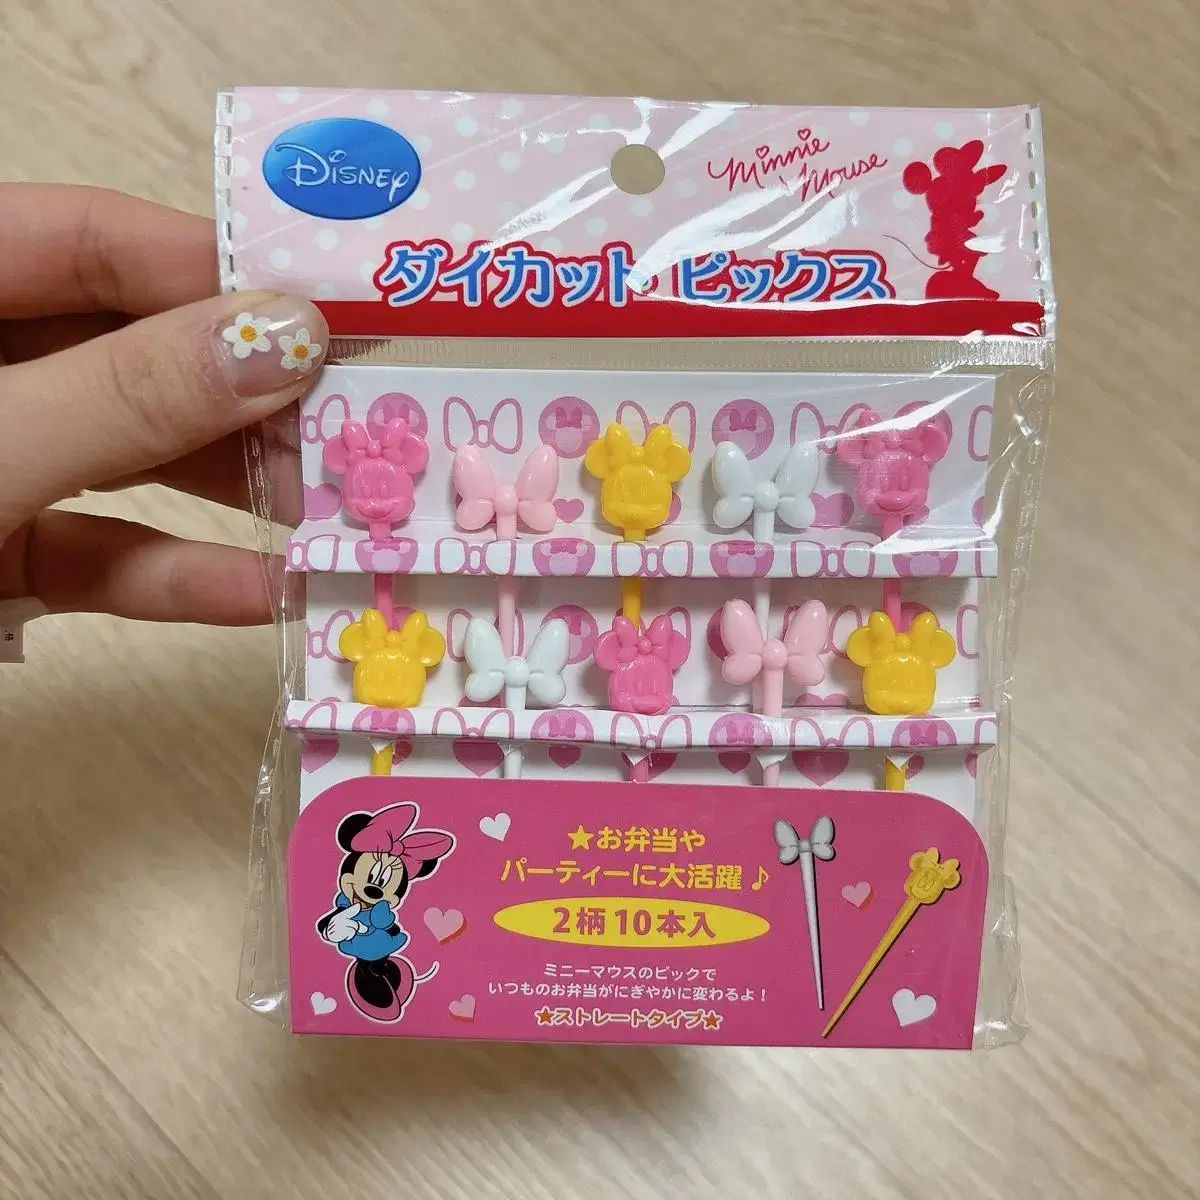 Disney
Minnie Mouse
ダイカットピックス
★お弁当や
パーティーに大活躍♪
2柄10本入
ミニーマウスのピックで
いつものお弁当がにぎやかに変わるよ！
★ストレートタイプ★